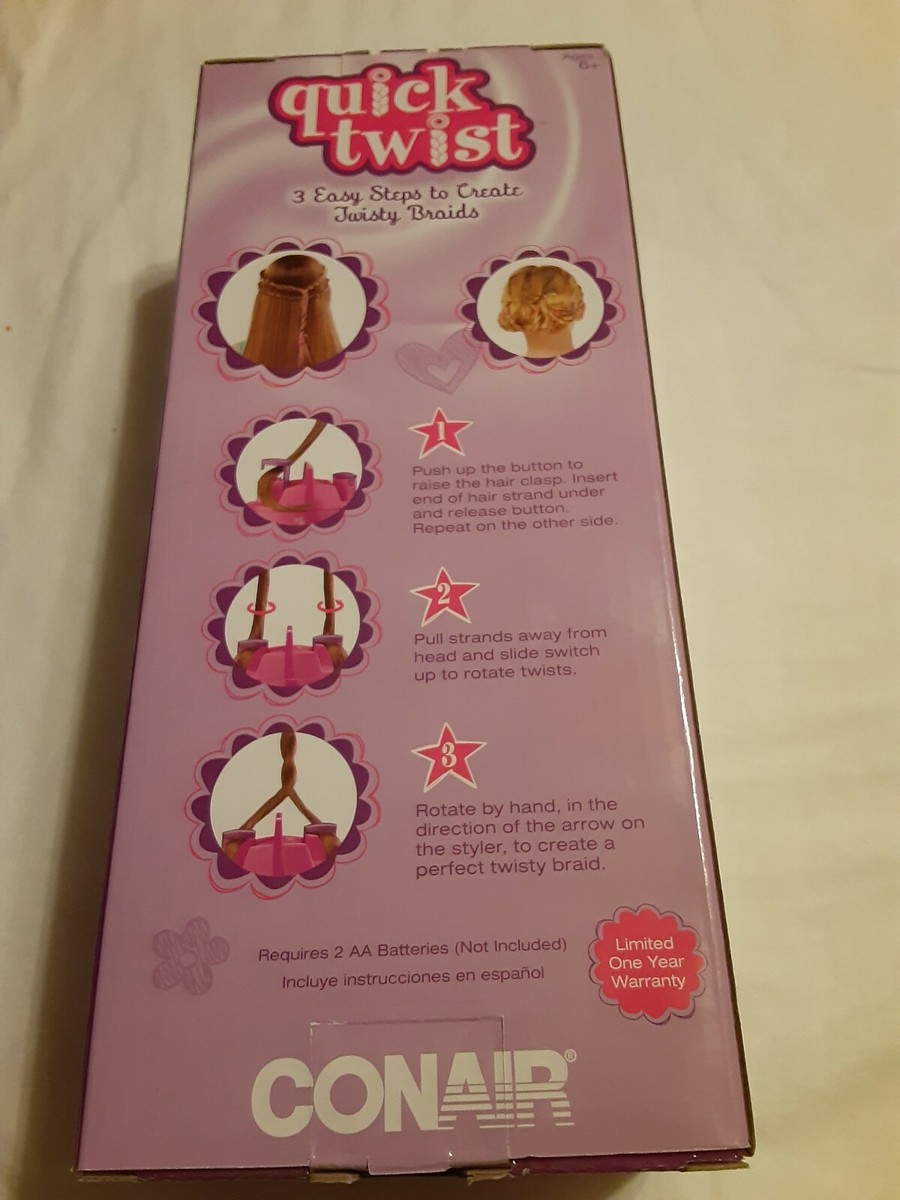 Ages
6+
quick
twist
3 Easy Steps to Create
Twisty Braids
1
Push up the button to
raise the hair clasp. Insert
end of hair strand under
and release button.
Repeat on the other side.
2
Pull strands away from
head and slide switch
up to rotate twists.
3
Rotate by hand, in the
direction of the arrow on
the styler, to create a
perfect twisty braid.
Requires 2 AA Batteries (Not Included)
Incluye instrucciones en español
Limited
One Year
Warranty
CONAIR®